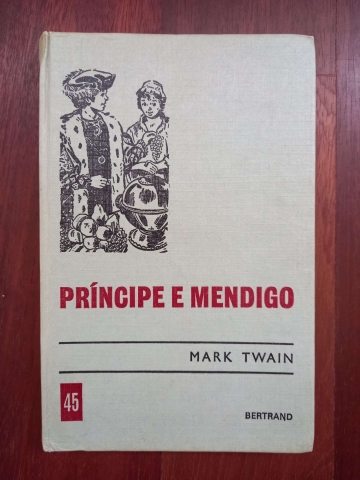 PRÍNCIPE E MENDIGO
MARK TWAIN
45
BERTRAND